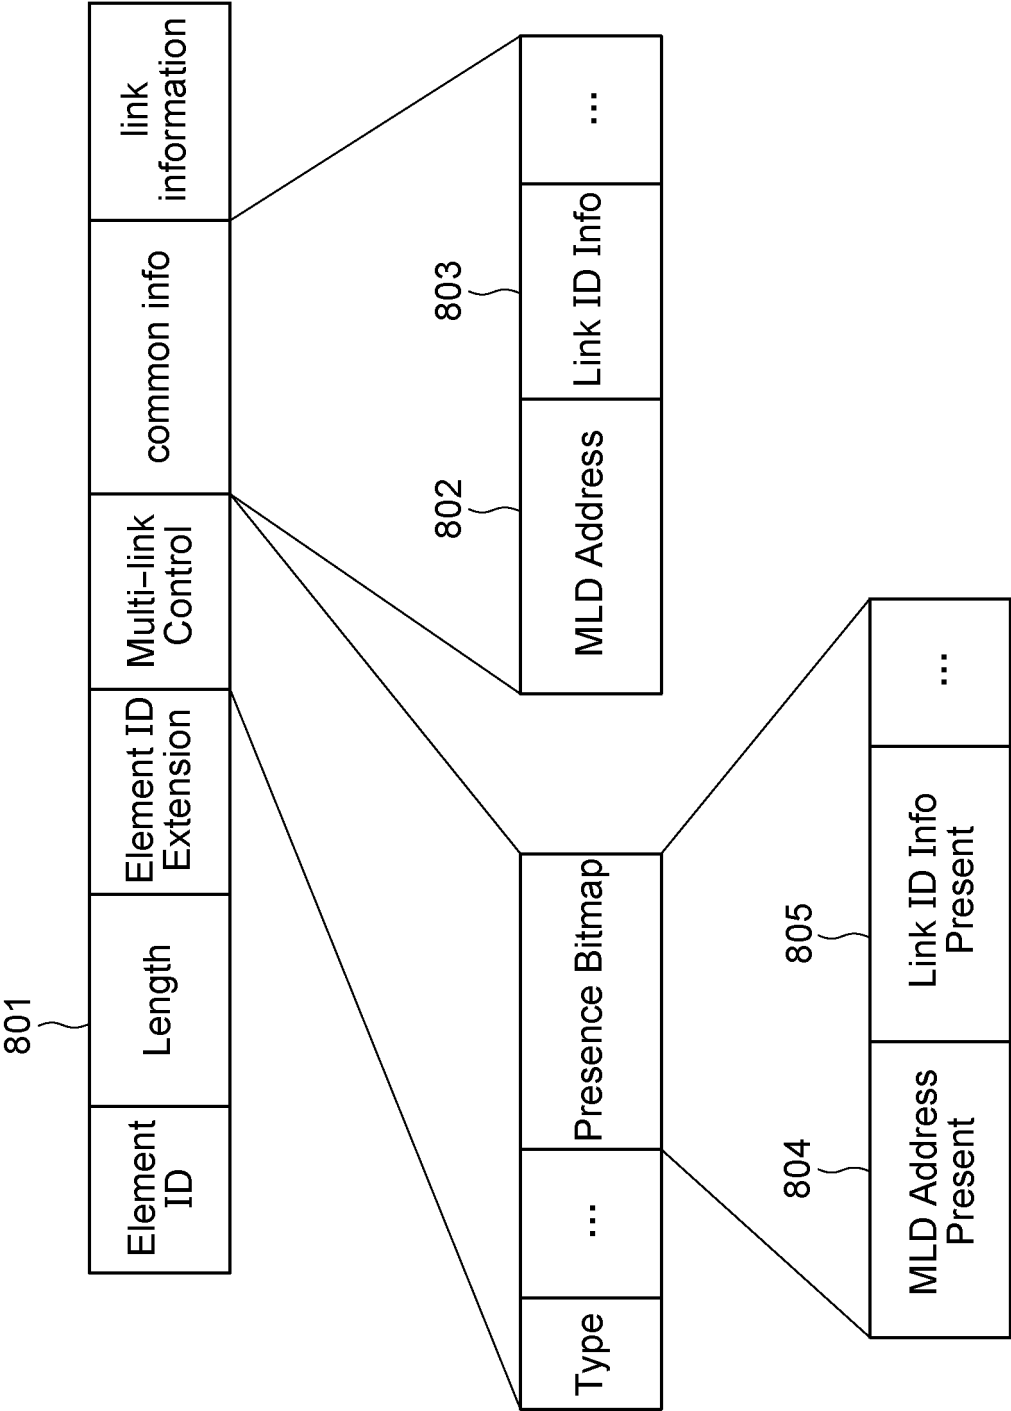 801
Element
ID
Length
Element ID
Extension
Multi-link
Control
common info
link
information
Type
...
Presence Bitmap
802
MLD Address
803
Link ID Info
...
804
MLD Address
Present
805
Link ID Info
Present
...